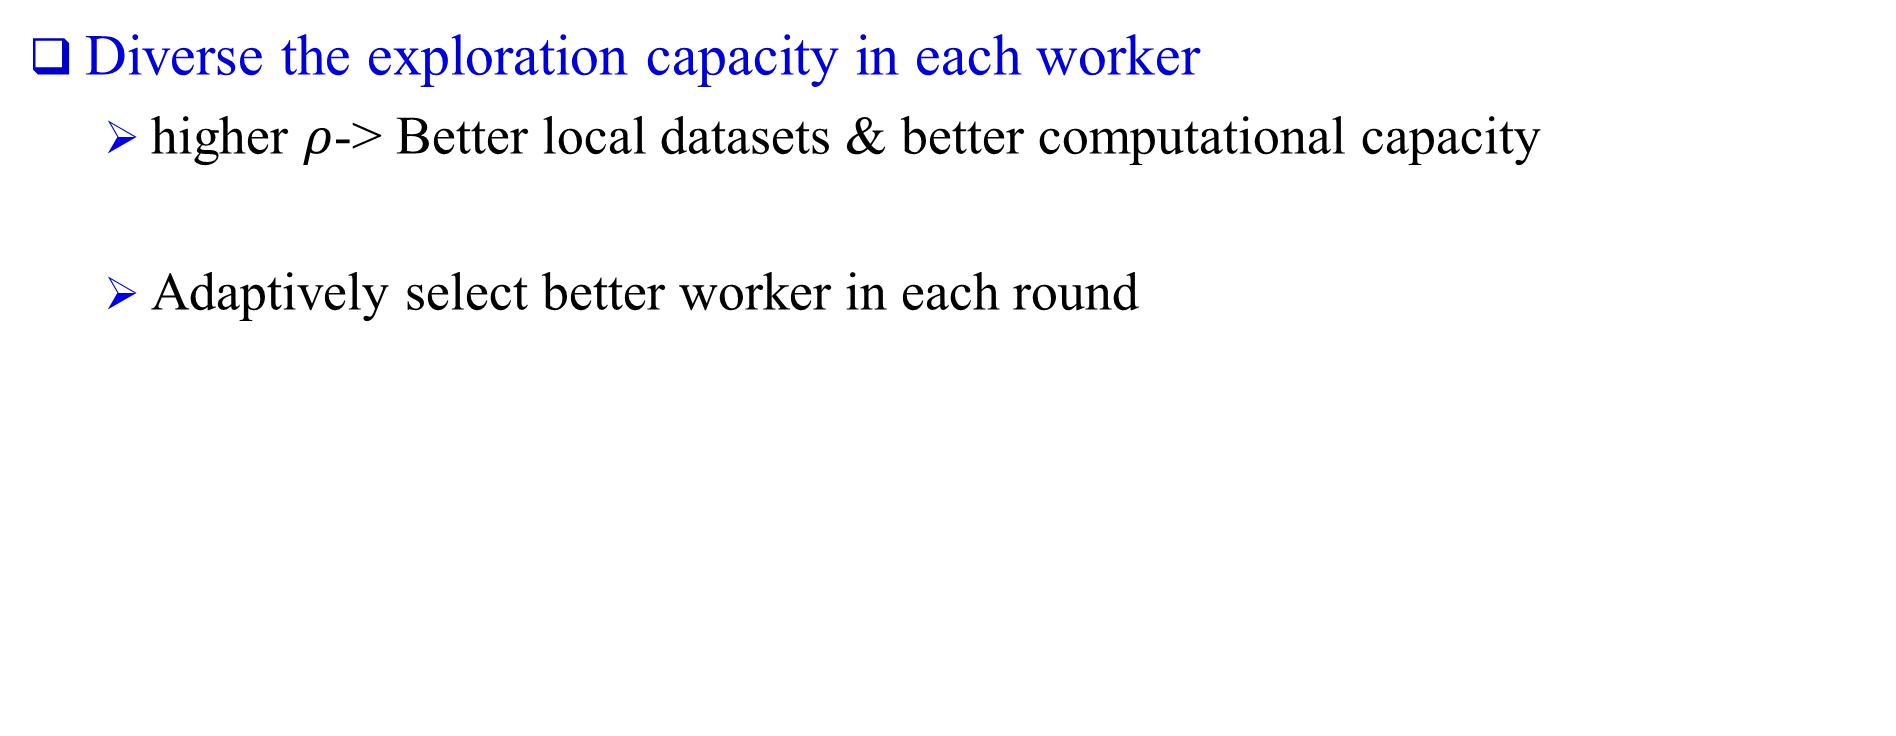 ❑ Diverse the exploration capacity in each worker
➢ higher 𝜌-> Better local datasets & better computational capacity
➢ Adaptively select better worker in each round